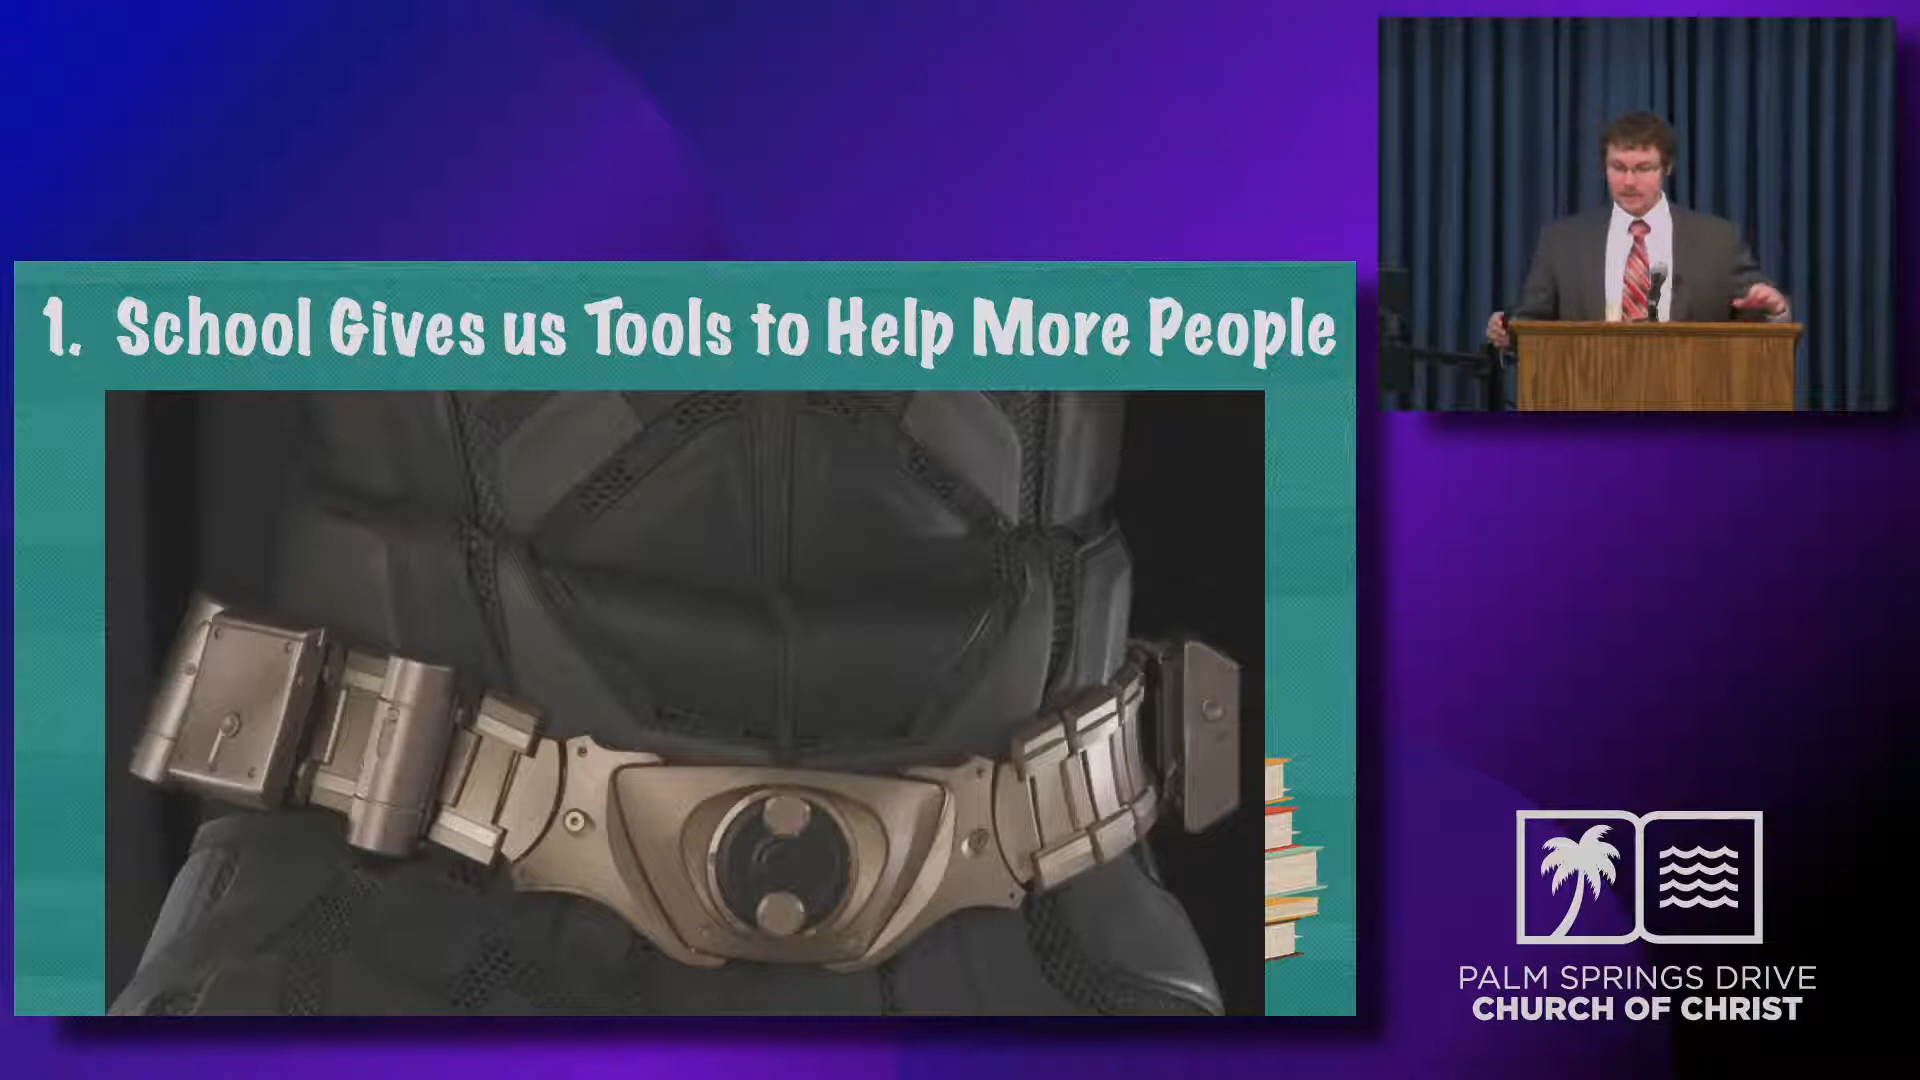 1. School Gives us Tools to Help More People
PALM SPRINGS DRIVE
CHURCH OF CHRIST